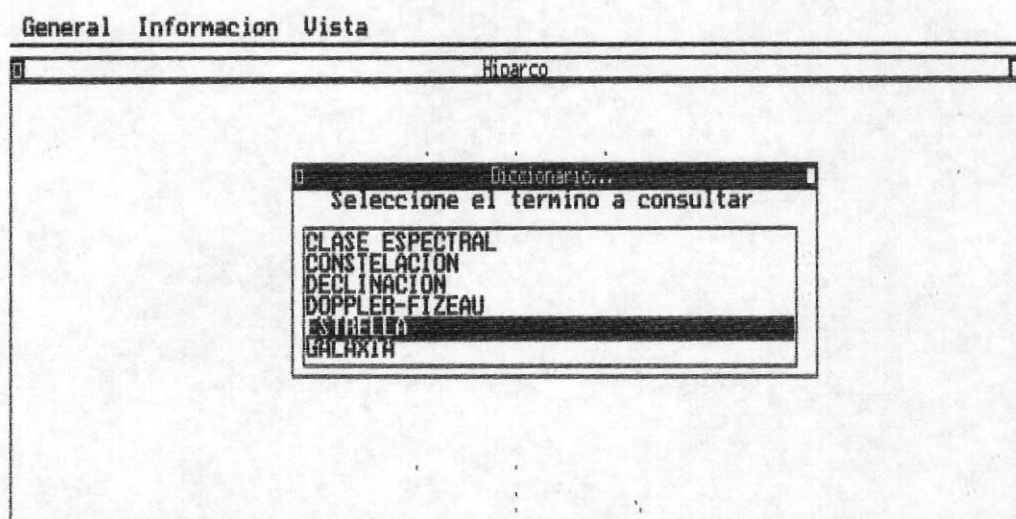 General Informacion Vista
Hiparco
Diccionario...
Seleccione el termino a consultar
CLASE ESPECTRAL
CONSTELACION
DECLINACION
DOPPLER-FIZEAU
ESTRELLA
GALAXIA